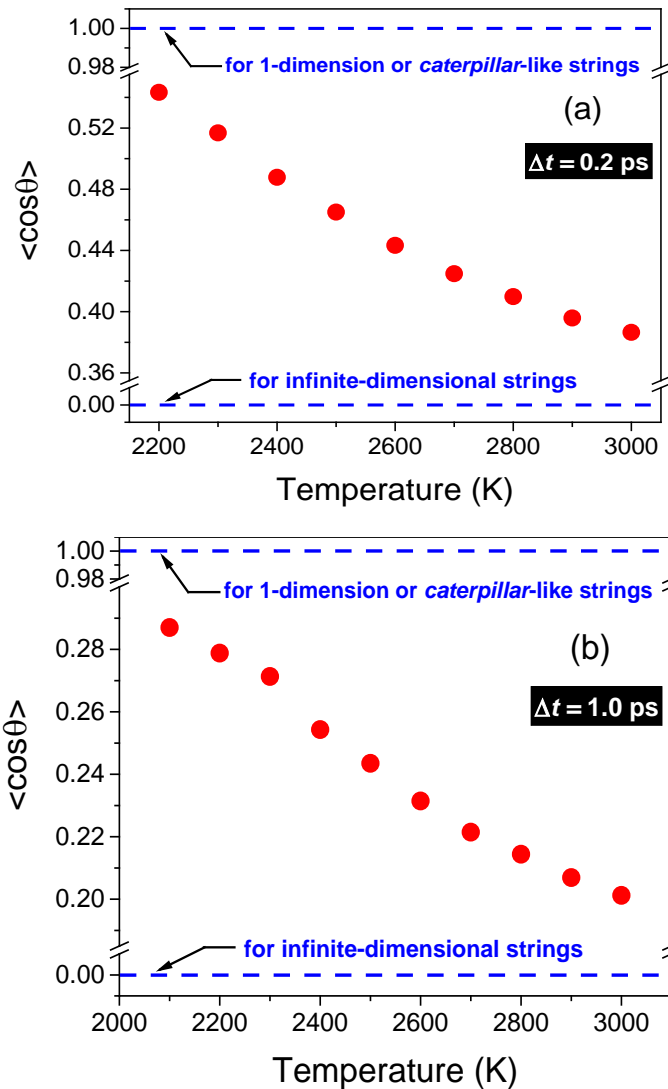 1.00
0.98
for 1-dimension or caterpillar-like strings
(a)
Δt = 0.2 ps
0.52
0.48
0.44
0.40
0.36
<cosθ>
for infinite-dimensional strings
0.00
2200 2400 2600 2800 3000
Temperature (K)
1.00
0.98
for 1-dimension or caterpillar-like strings
(b)
Δt = 1.0 ps
0.28
0.26
0.24
0.22
0.20
<cosθ>
for infinite-dimensional strings
0.00
2000 2200 2400 2600 2800 3000
Temperature (K)